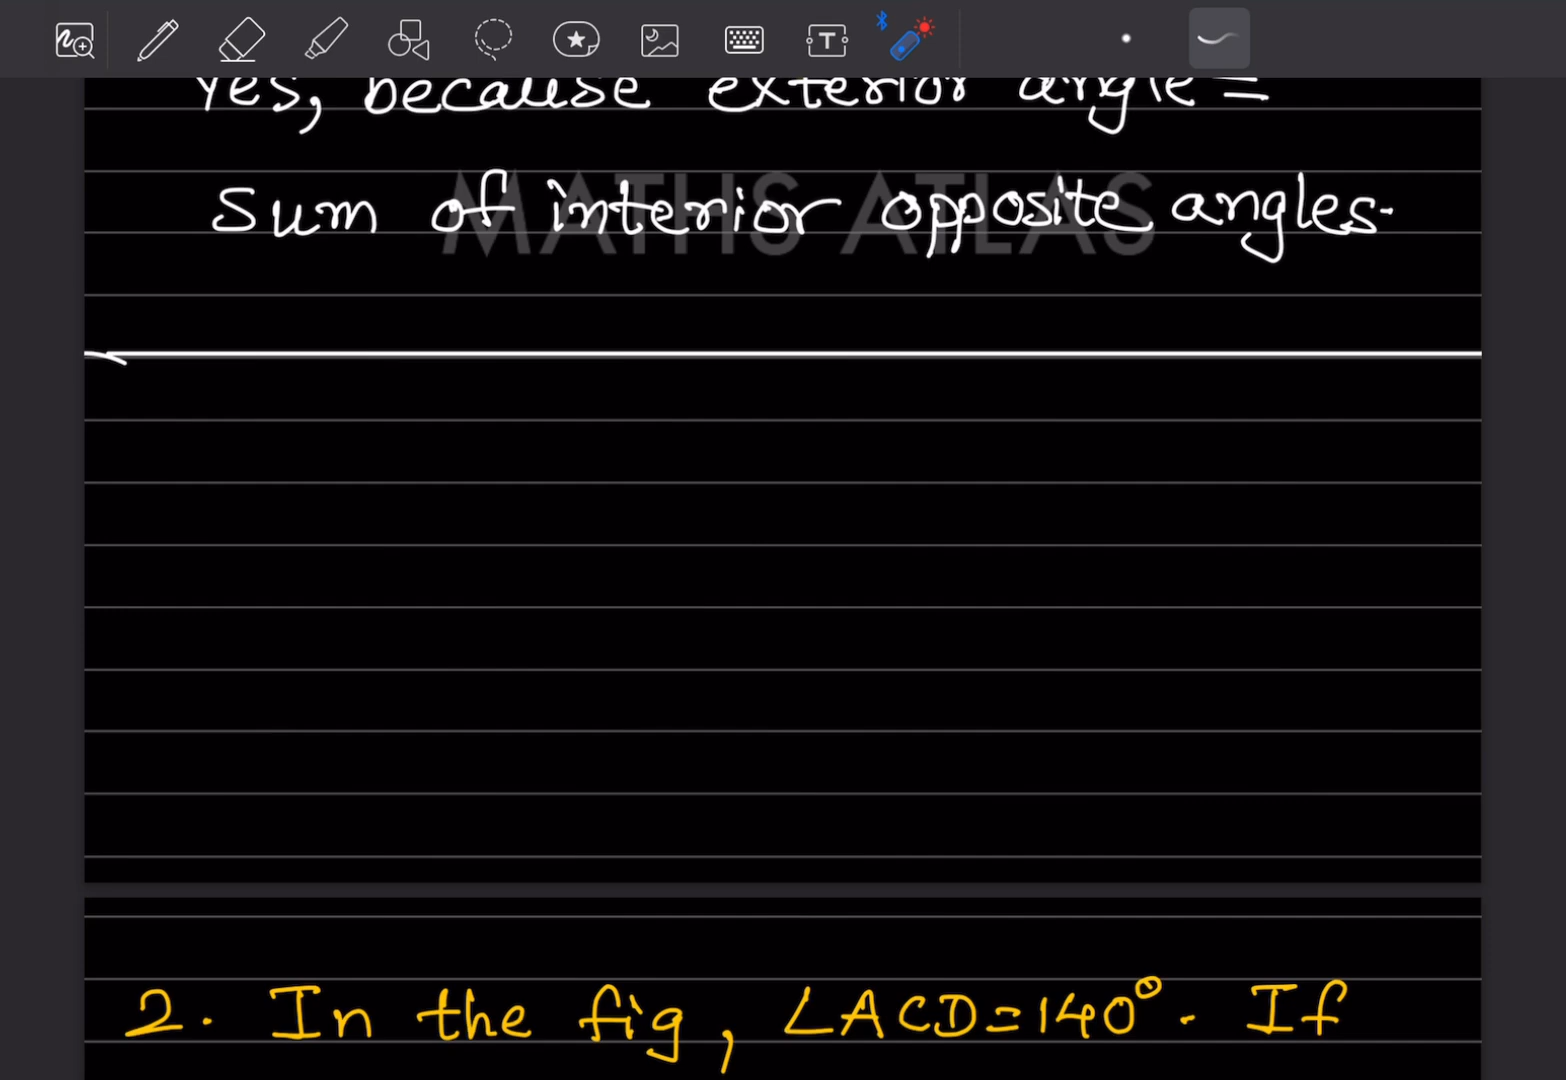 Yes, because exterior angle =
MATHS ATLAS
sum of interior opposite angles.
2. In the fig, ∠ACD=140°. If